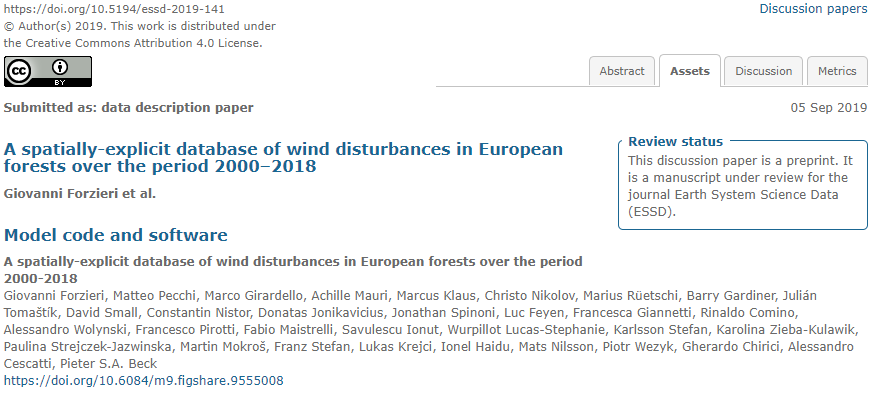 https://doi.org/10.5194/essd-2019-141
© Author(s) 2019. This work is distributed under
the Creative Commons Attribution 4.0 License.
Discussion papers
cc BY
Abstract
Assets
Discussion
Metrics
Submitted as: data description paper
05 Sep 2019
A spatially-explicit database of wind disturbances in European
forests over the period 2000–2018
Giovanni Forzieri et al.
Review status
This discussion paper is a preprint. It
is a manuscript under review for the
journal Earth System Science Data
(ESSD).
Model code and software
A spatially-explicit database of wind disturbances in European forests over the period
2000-2018
Giovanni Forzieri, Matteo Pecchi, Marco Girardello, Achille Mauri, Marcus Klaus, Christo Nikolov, Marius Rüetschi, Barry Gardiner, Julián
Tomaštík, David Small, Constantin Nistor, Donatas Jonikavicius, Jonathan Spinoni, Luc Feyen, Francesca Giannetti, Rinaldo Comino,
Alessandro Wolynski, Francesco Pirotti, Fabio Maistrelli, Savulescu Ionut, Wurpillot Lucas-Stephanie, Karlsson Stefan, Karolina Zieba-Kulawik,
Paulina Strejczek-Jazwinska, Martin Mokroš, Franz Stefan, Lukas Krejci, Ionel Haidu, Mats Nilsson, Piotr Wezyk, Gherardo Chirici, Alessandro
Cescatti, Pieter S.A. Beck
https://doi.org/10.6084/m9.figshare.9555008